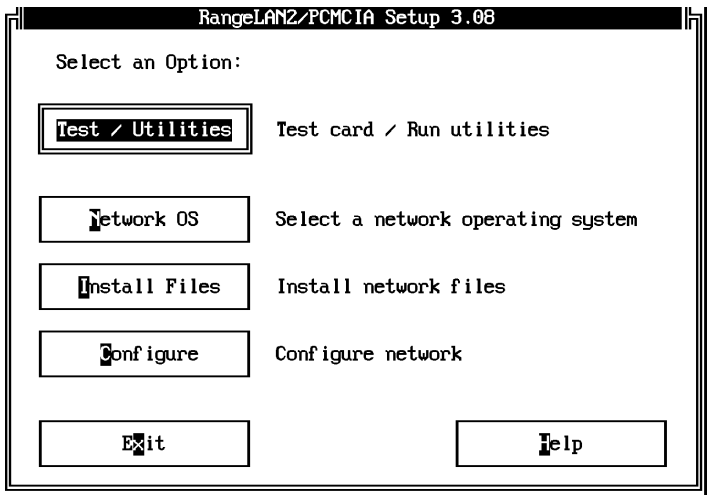 RangeLAN2/PCMCIA Setup 3.08
Select an Option:
Test / Utilities Test card / Run utilities
Network OS Select a network operating system
Install Files Install network files
Configure Configure network
Exit Help